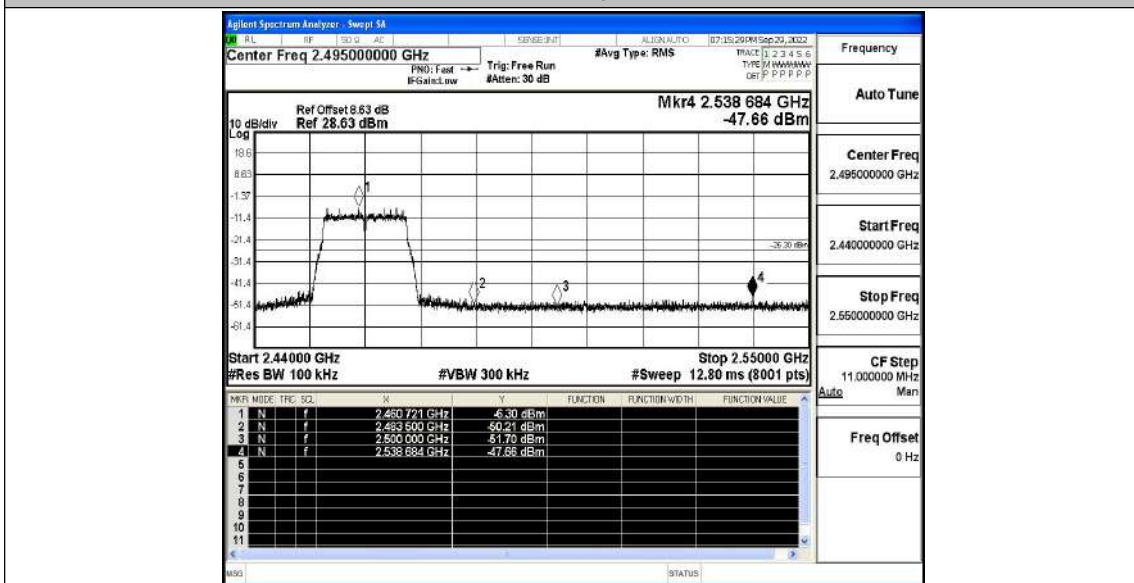 Agilent Spectrum Analyzer - Swept SA
RL RF 50 Ω AC SENSE:INT ALIGNAUTO 07:15:29PM Sep 29, 2022
Center Freq 2.495000000 GHz
#Avg Type: RMS
TRACE 1 2 3 4 5 6
PNO: Fast
Trig: Free Run
TYPE M WWWWW
IFGain:Low
#Atten: 30 dB
DET P P P P P P
Ref Offset 8.63 dB
Mkr4 2.538 684 GHz
10 dB/div Ref 28.63 dBm
-47.66 dBm
Log
18.6
8.63
-1.37
-11.4
-21.4
-31.4
-41.4
-51.4
-61.4
1
2
3
4
-26.30 dBm
Start 2.44000 GHz
Stop 2.55000 GHz
#Res BW 100 kHz
#VBW 300 kHz
#Sweep 12.80 ms (8001 pts)
MKR MODE TRC SCL X Y FUNCTION FUNCTION WIDTH FUNCTION VALUE
1 N f 2.460 721 GHz -6.30 dBm
2 N f 2.483 500 GHz -50.21 dBm
3 N f 2.500 000 GHz -51.70 dBm
4 N f 2.538 684 GHz -47.66 dBm
5
6
7
8
9
10
11
MSG
STATUS
Frequency
Auto Tune
Center Freq
2.495000000 GHz
Start Freq
2.440000000 GHz
Stop Freq
2.550000000 GHz
CF Step
11.000000 MHz
Auto Man
Freq Offset
0 Hz